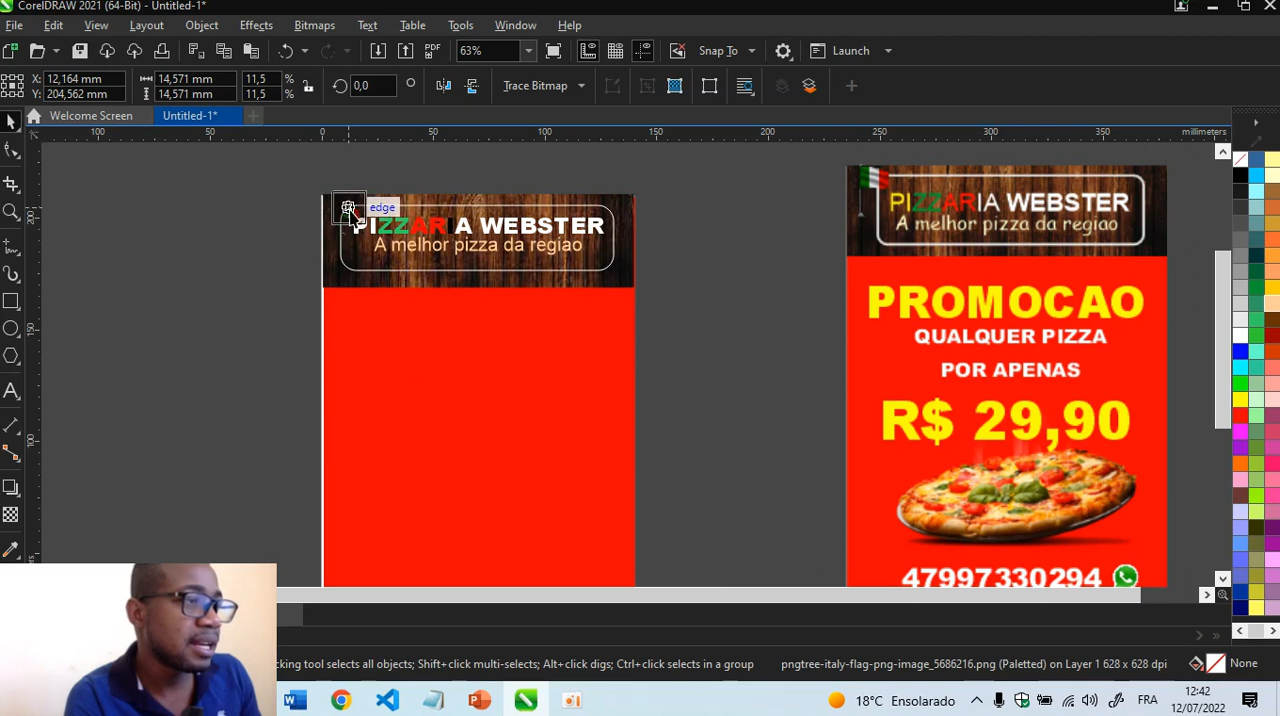 CorelDRAW 2021 (64-Bit) - Untitled-1*
File Edit View Layout Object Effects Bitmaps Text Table Tools Window Help
PDF 63% Snap To Launch
X: 12,164 mm 14,571 mm 11,5 % 0,0 Trace Bitmap
Y: 204,562 mm 14,571 mm 11,5 %
Welcome Screen Untitled-1*
100 50 0 50 100 150 200 250 300 350 millimeters
200
150
100
edge
PIZZARIA WEBSTER
A melhor pizza da regiao
PIZZARIA WEBSTER
A melhor pizza da regiao
PROMOCAO
QUALQUER PIZZA
POR APENAS
R$ 29,90
47997330294
cking tool selects all objects; Shift+click multi-selects; Alt+click digs; Ctrl+click selects in a group pngtree-italy-flag-png-image_5686216.png (Paletted) on Layer 1 628 x 628 dpi None
18°C Ensolarado FRA 12:42
12/07/2022